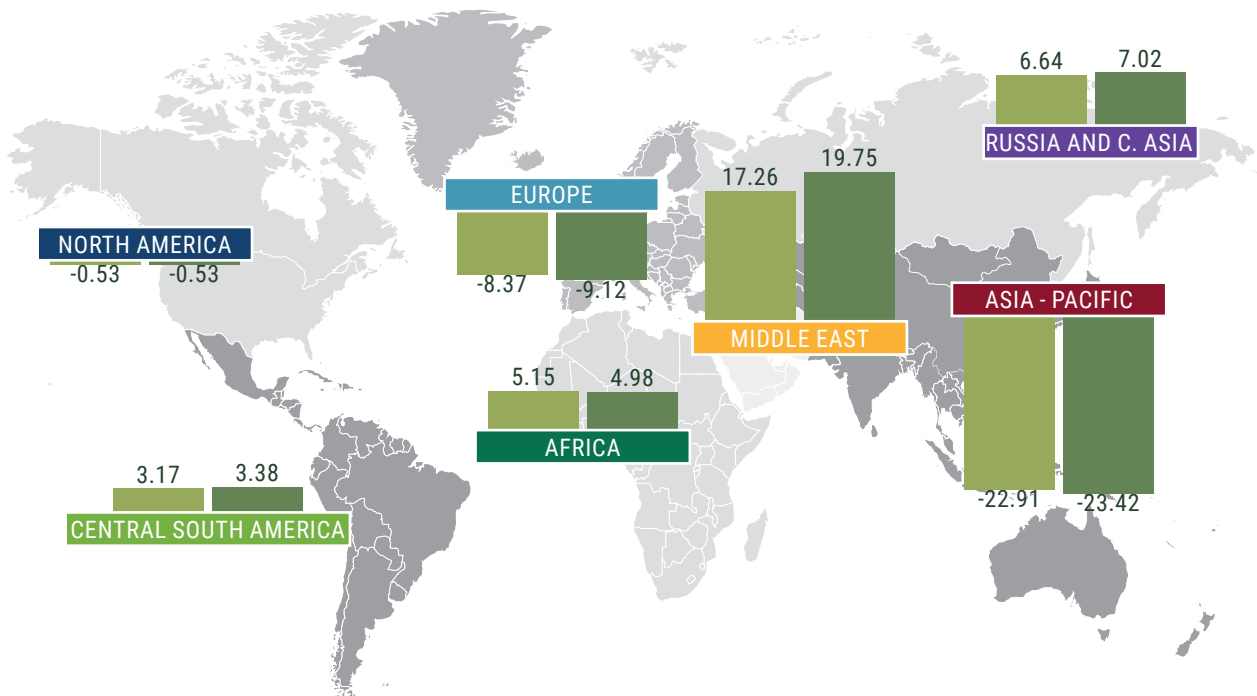 6.64 7.02
RUSSIA AND C. ASIA
17.26 19.75
EUROPE
NORTH AMERICA
-0.53 -0.53
-8.37 -9.12
ASIA - PACIFIC
MIDDLE EAST
5.15 4.98
AFRICA
3.17 3.38
-22.91 -23.42
CENTRAL SOUTH AMERICA